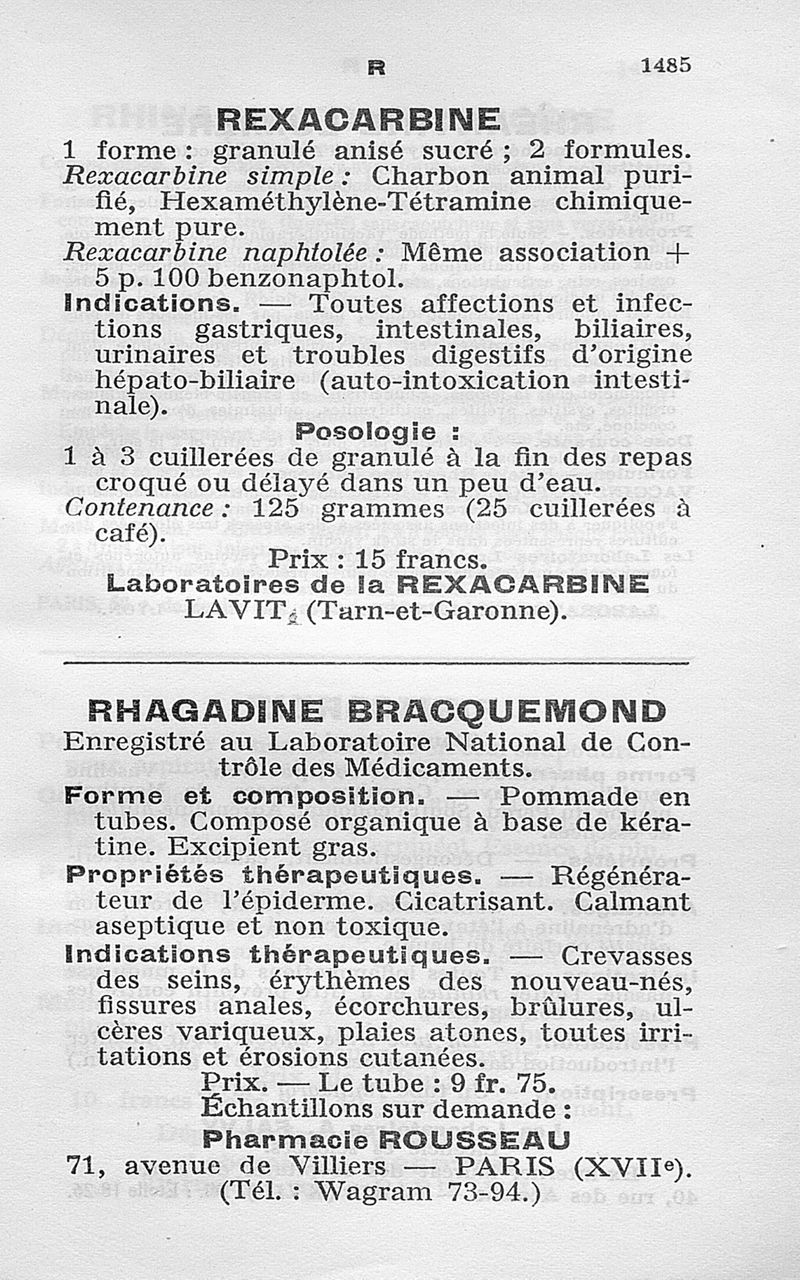 R 1485
REXACARBINE
1 forme : granulé anisé sucré ; 2 formules.
Rexacarbine simple : Charbon animal puri-
fié, Hexaméthylène-Tétramine chimique-
ment pure.
Rexacarbine naphtolée : Même association +
5 p. 100 benzonaphtol.
Indications. — Toutes affections et infec-
tions gastriques, intestinales, biliaires,
urinaires et troubles digestifs d'origine
hépato-biliaire (auto-intoxication intesti-
nale).
Posologie :
1 à 3 cuillerées de granulé à la fin des repas
croqué ou délayé dans un peu d'eau.
Contenance : 125 grammes (25 cuillerées à
café).
Prix : 15 francs.
Laboratoires de la REXACARBINE
LAVIT, (Tarn-et-Garonne).
RHAGADINE BRACQUEMOND
Enregistré au Laboratoire National de Con-
trôle des Médicaments.
Forme et composition. — Pommade en
tubes. Composé organique à base de kéra-
tine. Excipient gras.
Propriétés thérapeutiques. — Régénéra-
teur de l'épiderme. Cicatrisant. Calmant
aseptique et non toxique.
Indications thérapeutiques. — Crevasses
des seins, érythèmes des nouveau-nés,
fissures anales, écorchures, brûlures, ul-
cères variqueux, plaies atones, toutes irri-
tations et érosions cutanées.
Prix. — Le tube : 9 fr. 75.
Échantillons sur demande :
Pharmacie ROUSSEAU
71, avenue de Villiers — PARIS (XVIIe).
(Tél. : Wagram 73-94.)